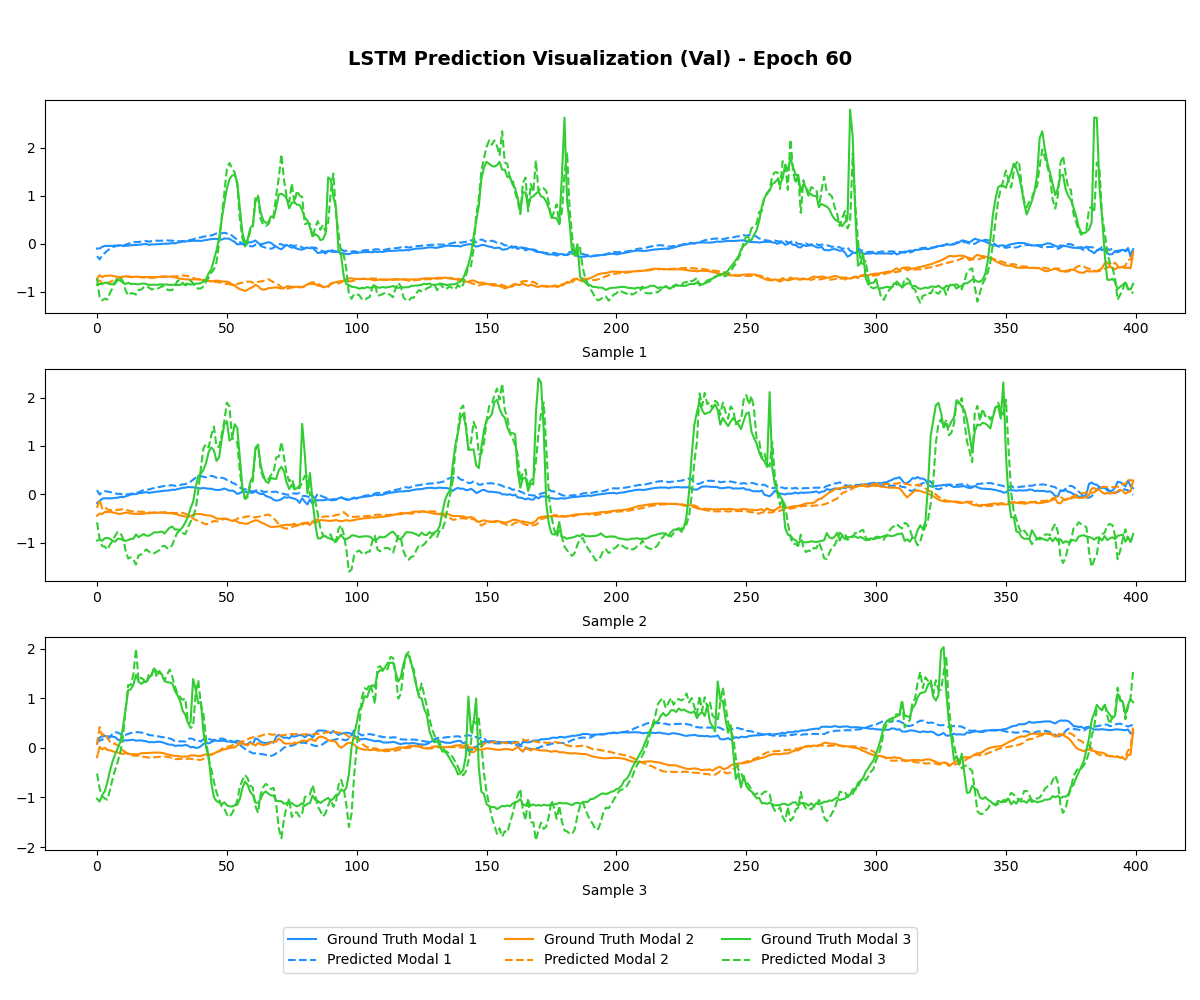 LSTM Prediction Visualization (Val) - Epoch 60
2
1
0
−1
0 50 100 150 200 250 300 350 400
Sample 1
2
1
0
−1
0 50 100 150 200 250 300 350 400
Sample 2
2
1
0
−1
−2
0 50 100 150 200 250 300 350 400
Sample 3
Ground Truth Modal 1 Ground Truth Modal 2 Ground Truth Modal 3
Predicted Modal 1 Predicted Modal 2 Predicted Modal 3